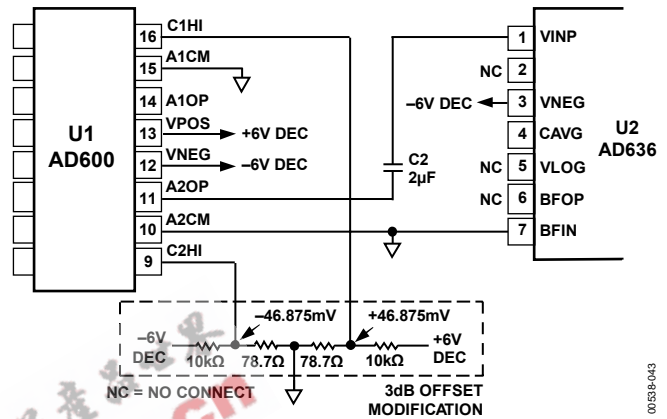 16 C1HI
15 A1CM
14 A1OP
13 VPOS
+6V DEC
12 VNEG
–6V DEC
11 A2OP
10 A2CM
9 C2HI
U1
AD600
C2
2µF
1 VINP
NC 2
–6V DEC 3 VNEG
4 CAVG
NC 5 VLOG
NC 6 BFOP
7 BFIN
U2
AD636
–46.875mV
+46.875mV
–6V
DEC
10kΩ
78.7Ω
78.7Ω
10kΩ
+6V
DEC
NC = NO CONNECT
3dB OFFSET
MODIFICATION
00538-043